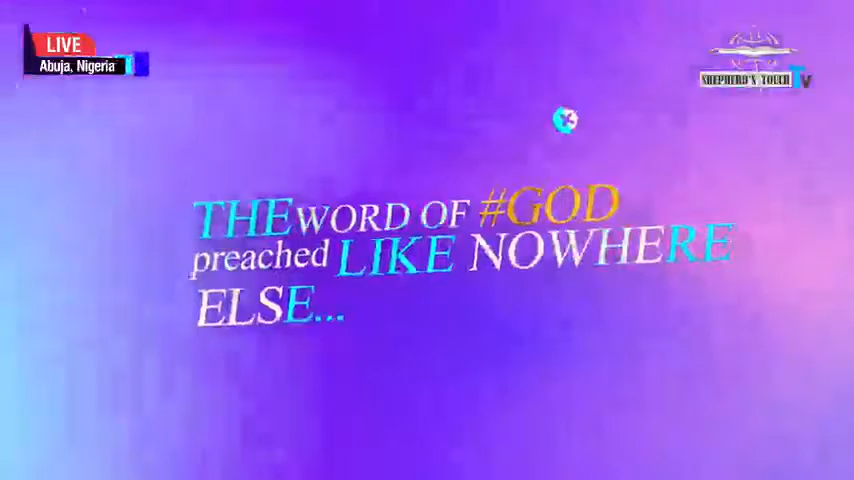 LIVE
Abuja, Nigeria
SHEPHERD'S TOUCH TV
THE WORD OF #GOD
preached LIKE NOWHERE
ELSE...